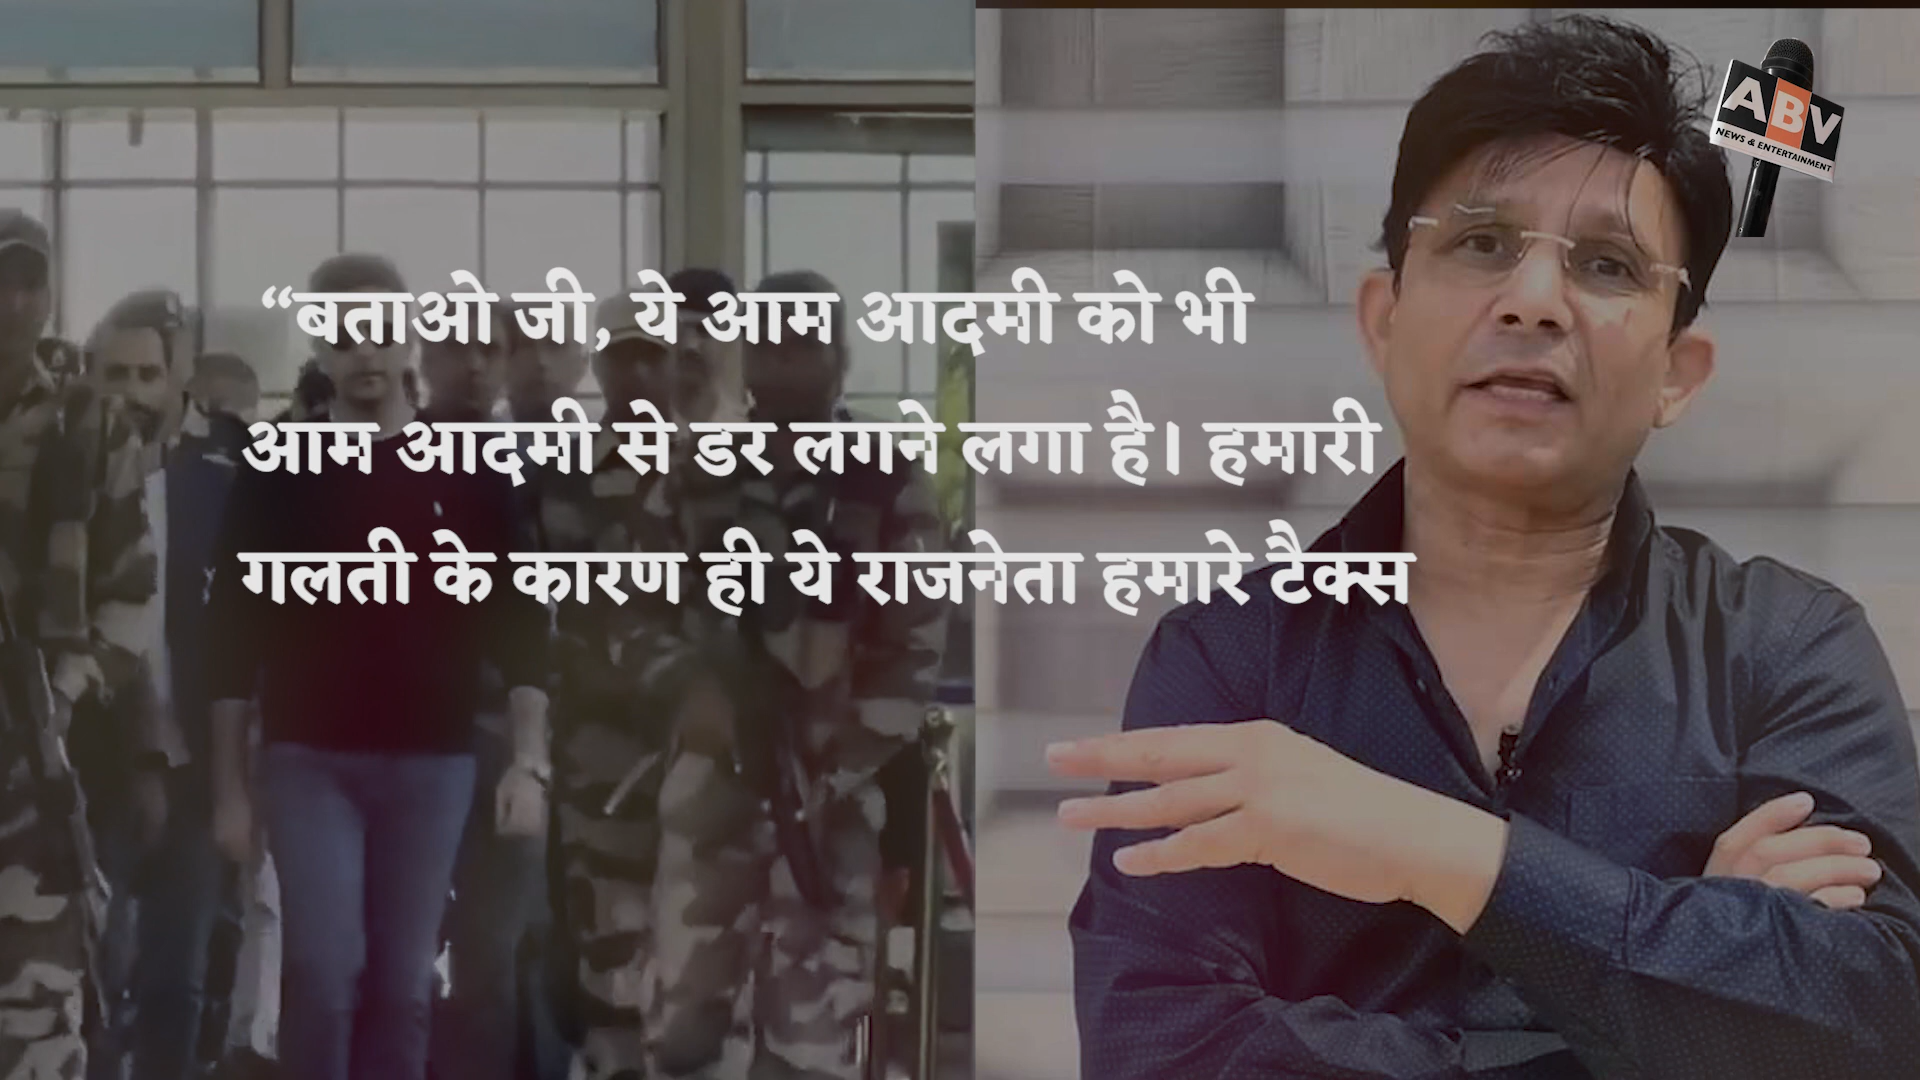 ABV
NEWS & ENTERTAINMENT
“बताओ जी, ये आम आदमी को भी
आम आदमी से डर लगने लगा है। हमारी
गलती के कारण ही ये राजनेता हमारे टैक्स